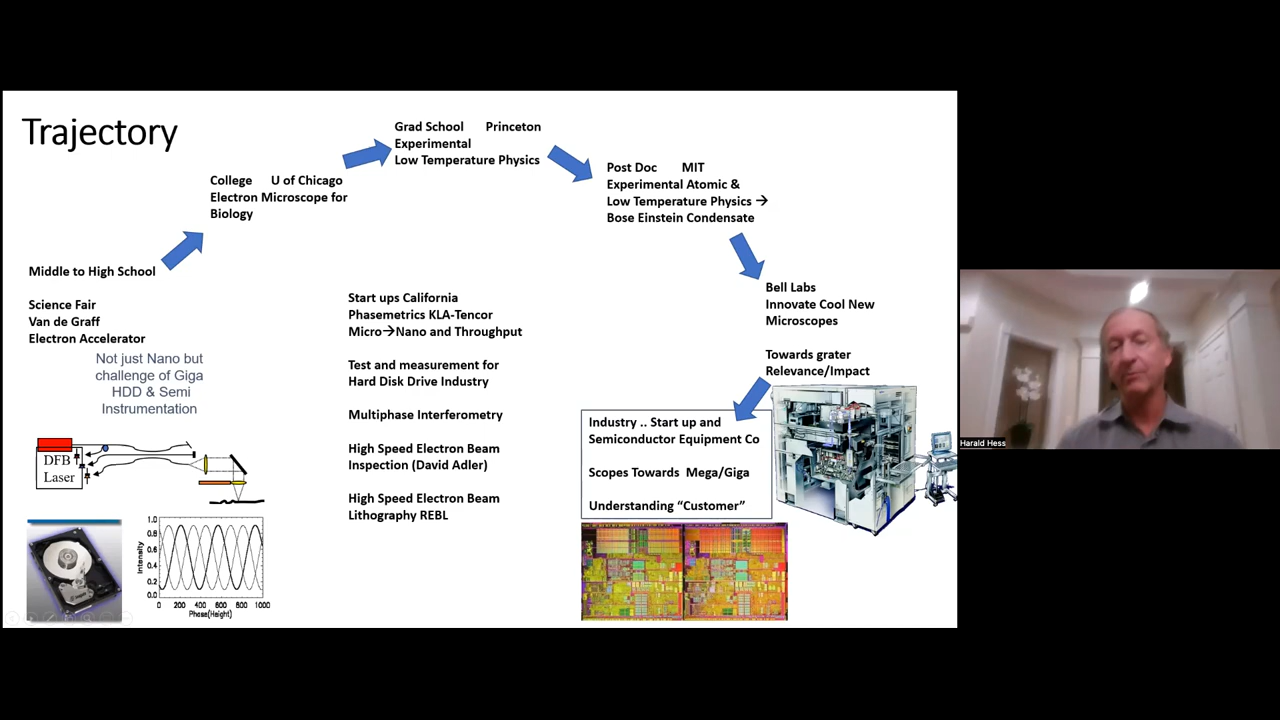 Trajectory
Grad School Princeton
Experimental
Low Temperature Physics
College U of Chicago
Electron Microscope for
Biology
Post Doc MIT
Experimental Atomic &
Low Temperature Physics →
Bose Einstein Condensate
Middle to High School
Science Fair
Van de Graff
Electron Accelerator
Not just Nano but
challenge of Giga
HDD & Semi
Instrumentation
Start ups California
Phasemetrics KLA-Tencor
Micro→Nano and Throughput
Test and measurement for
Hard Disk Drive Industry
Multiphase Interferometry
High Speed Electron Beam
Inspection (David Adler)
High Speed Electron Beam
Lithography REBL
Bell Labs
Innovate Cool New
Microscopes
Towards grater
Relevance/Impact
Industry .. Start up and
Semiconductor Equipment Co
Scopes Towards Mega/Giga
Understanding “Customer”
DFB
Laser
1.0
0.8
0.6
0.4
0.2
Intensity
0 200 400 600 800 1000
Phase(Height)
Harald Hess